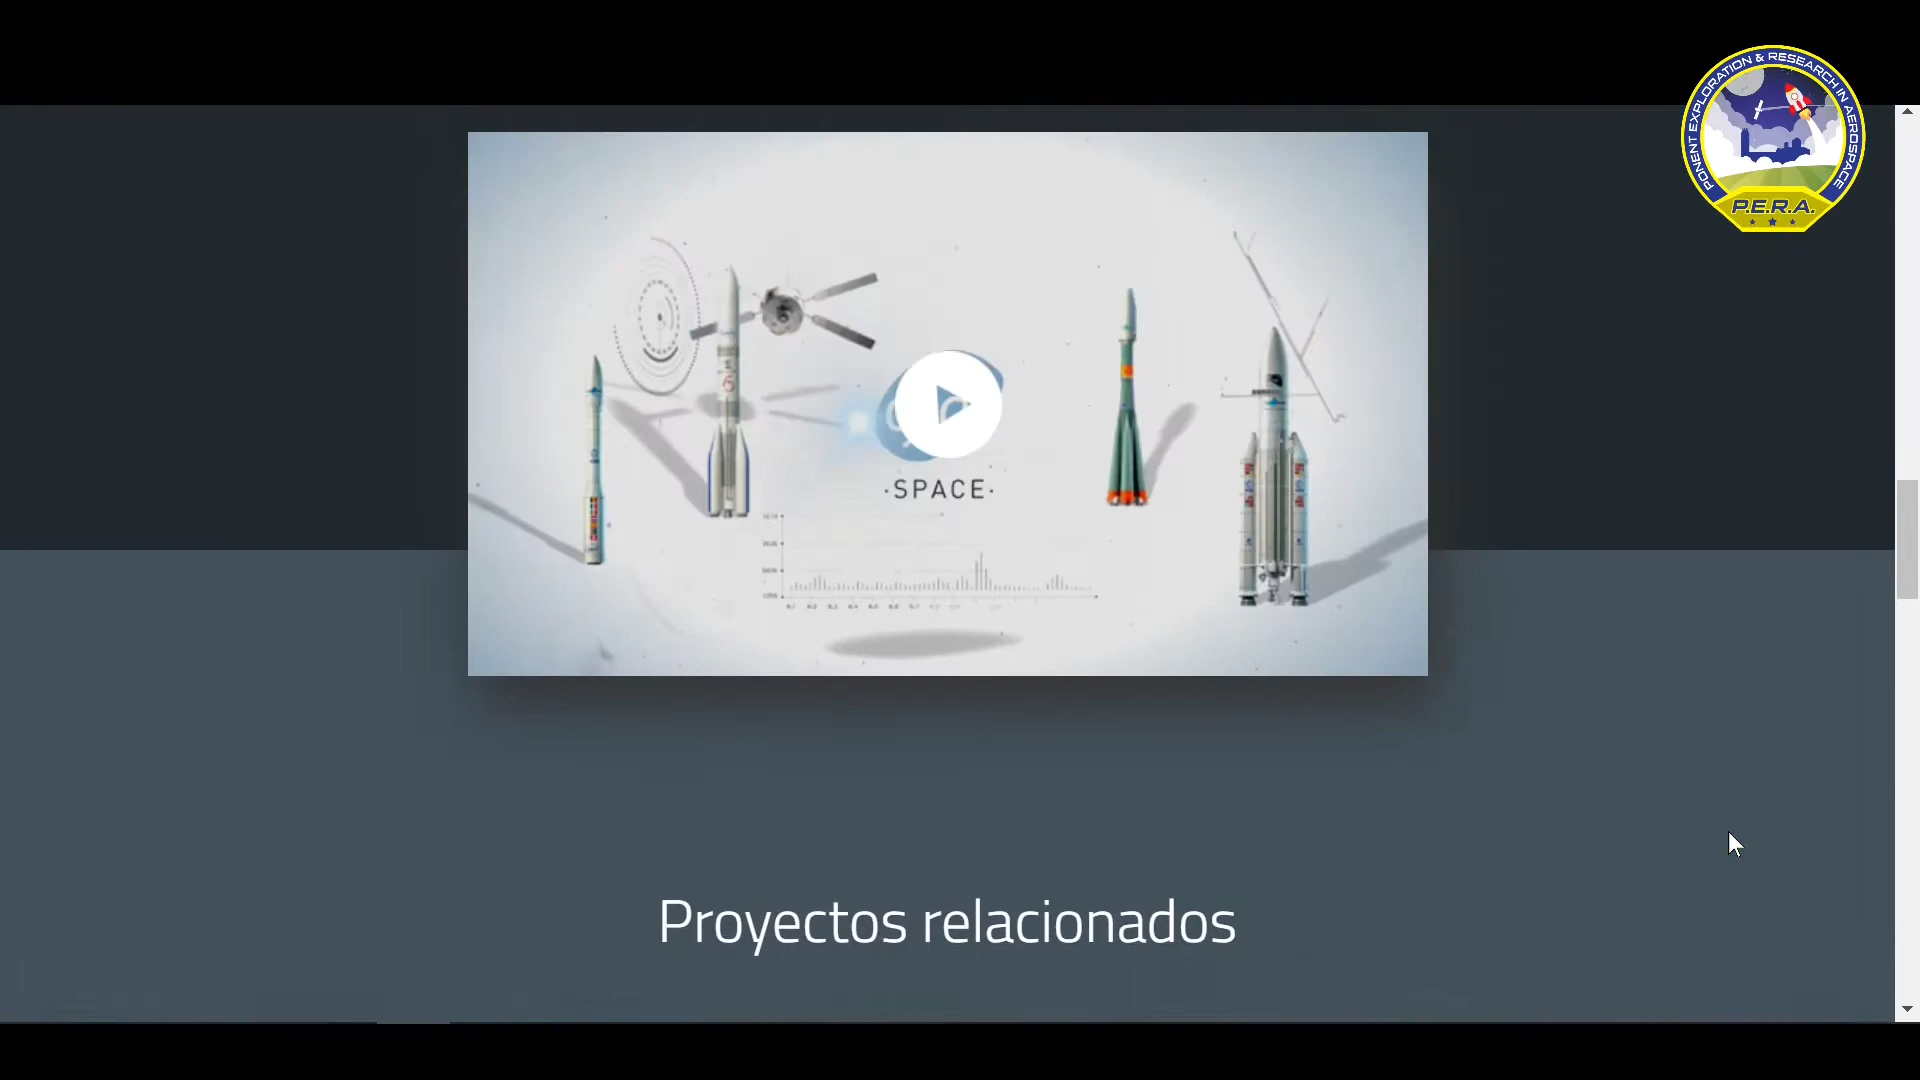 PONENT EXPLORATION & RESEARCH IN AEROSPACE
P.E.R.A.
·SPACE·
Proyectos relacionados